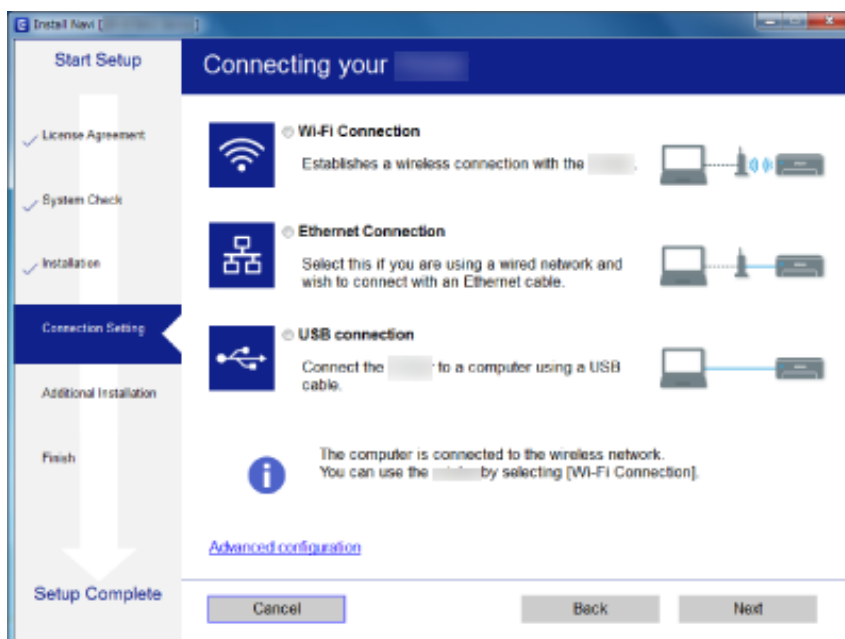 Install Navi [
Start Setup
Connecting your
License Agreement
System Check
Installation
Connection Setting
Additional Installation
Finish
Setup Complete
Wi-Fi Connection
Establishes a wireless connection with the .
Ethernet Connection
Select this if you are using a wired network and
wish to connect with an Ethernet cable.
USB connection
Connect the to a computer using a USB
cable.
The computer is connected to the wireless network.
You can use the by selecting [Wi-Fi Connection].
Advanced configuration
Cancel
Back
Next